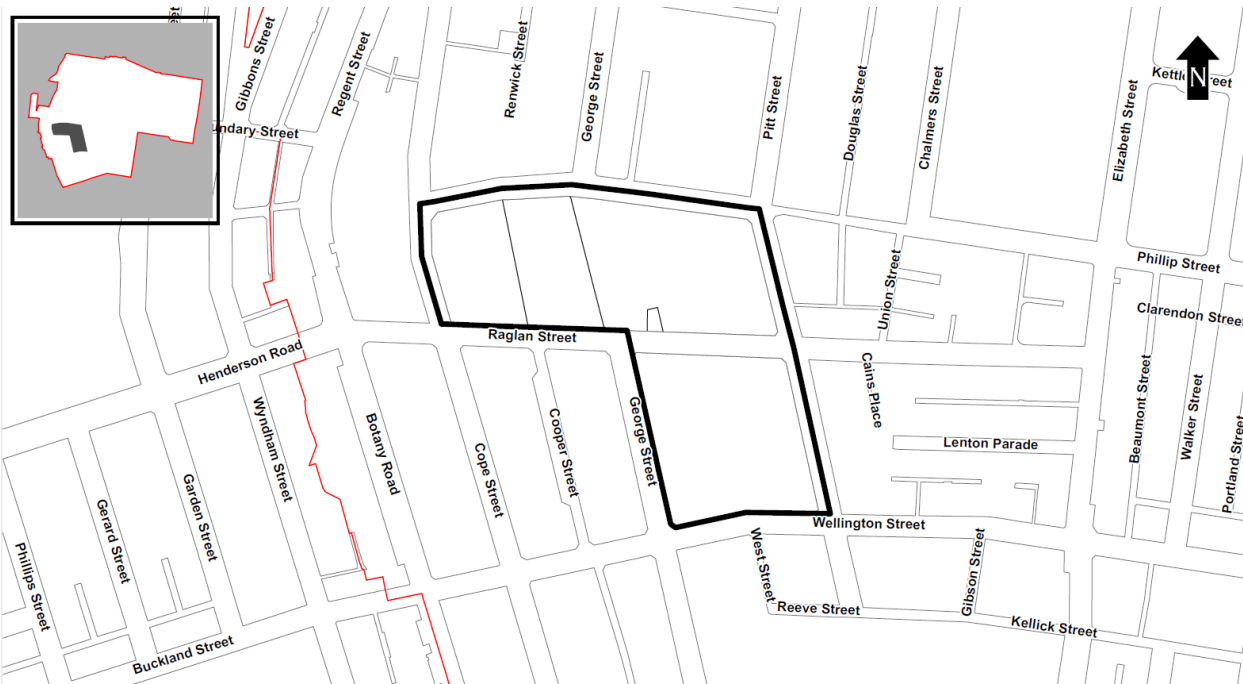 Gibbons Street
Regent Street
Renwick Street
George Street
Pitt Street
Douglas Street
Chalmers Street
Elizabeth Street
N
undary Street
Phillip Street
Union Street
Clarendon Street
Raglan Street
Henderson Road
Cains Place
Wyndham Street
Botany Road
Cope Street
Cooper Street
George Street
Lenton Parade
Beaumont Street
Walker Street
Portland Street
Garden Street
Gerard Street
Phillips Street
Wellington Street
West Street
Gibson Street
Reeve Street
Kellick Street
Buckland Street